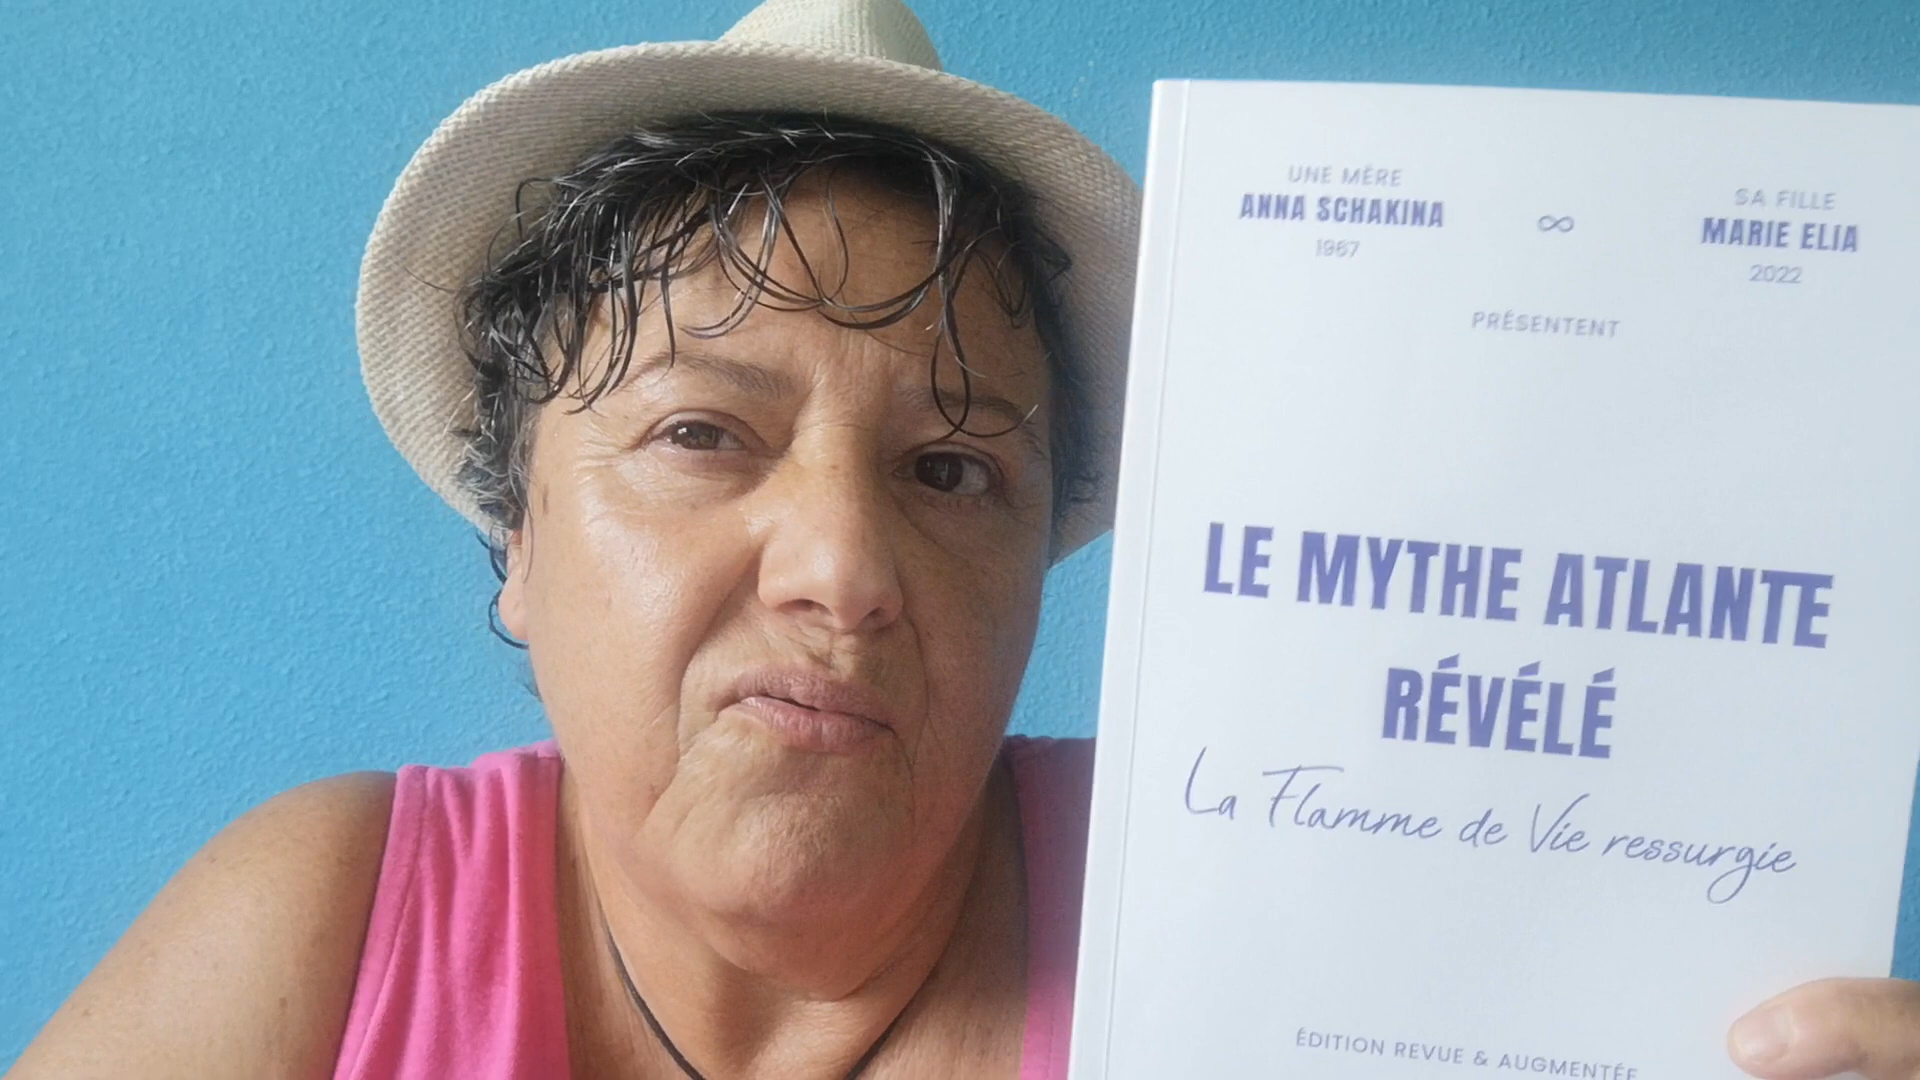 UNE MÈRE
ANNA SCHAKINA
1967
∞
SA FILLE
MARIE ELIA
2022
PRÉSENTENT
LE MYTHE ATLANTE
RÉVÉLÉ
La Flamme de Vie ressurgie
ÉDITION REVUE & AUGMENTÉE